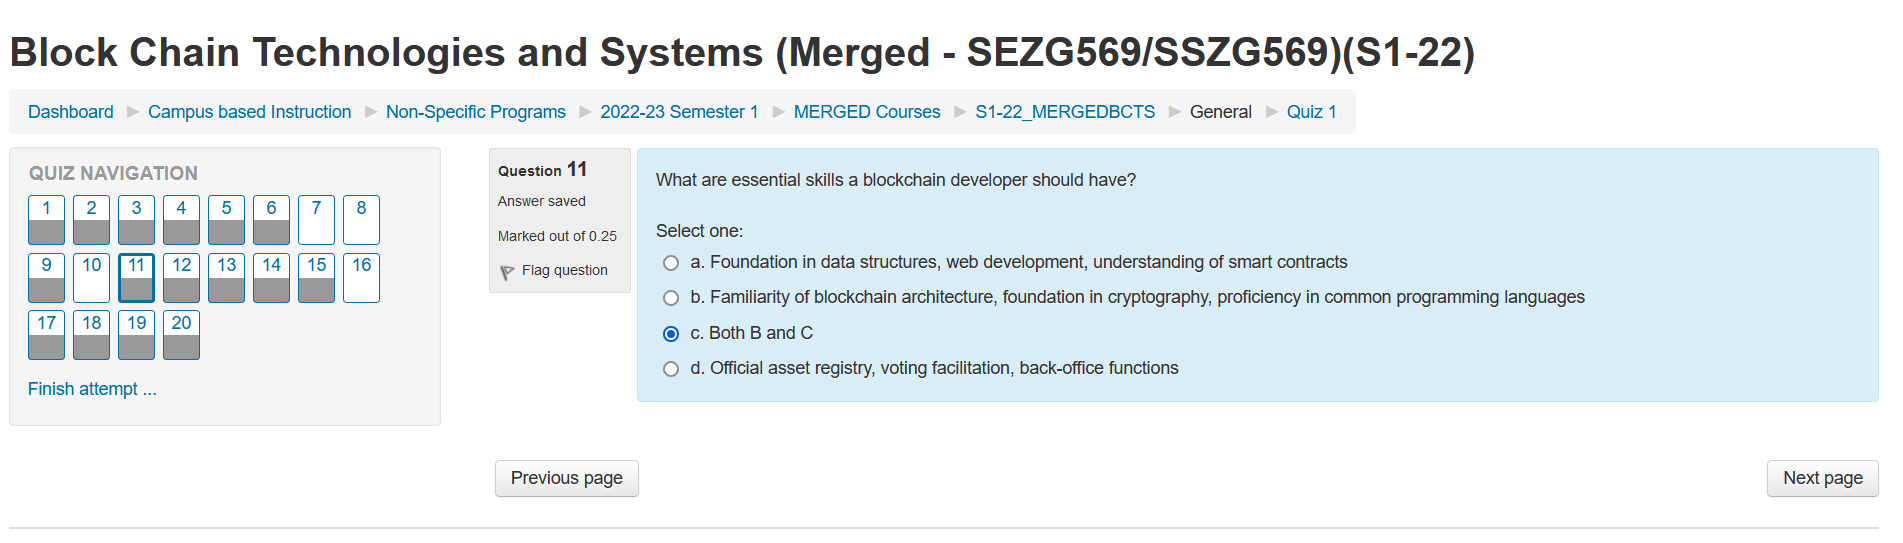 Block Chain Technologies and Systems (Merged - SEZG569/SSZG569)(S1-22)
Dashboard Campus based Instruction Non-Specific Programs 2022-23 Semester 1 MERGED Courses S1-22_MERGEDBCTS General Quiz 1
QUIZ NAVIGATION
1 2 3 4 5 6 7 8
9 10 11 12 13 14 15 16
17 18 19 20
Finish attempt ...
Question 11
Answer saved
Marked out of 0.25
Flag question
What are essential skills a blockchain developer should have?
Select one:
a. Foundation in data structures, web development, understanding of smart contracts
b. Familiarity of blockchain architecture, foundation in cryptography, proficiency in common programming languages
c. Both B and C
d. Official asset registry, voting facilitation, back-office functions
Previous page
Next page